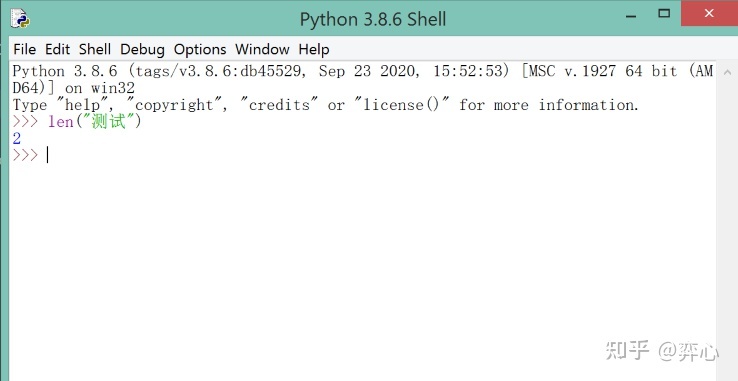 Python 3.8.6 Shell
File Edit Shell Debug Options Window Help
Python 3.8.6 (tags/v3.8.6:db45529, Sep 23 2020, 15:52:53) [MSC v.1927 64 bit (AM
D64)] on win32
Type "help", "copyright", "credits" or "license()" for more information.
>>> len("测试")
2
>>>
知乎 @弈心